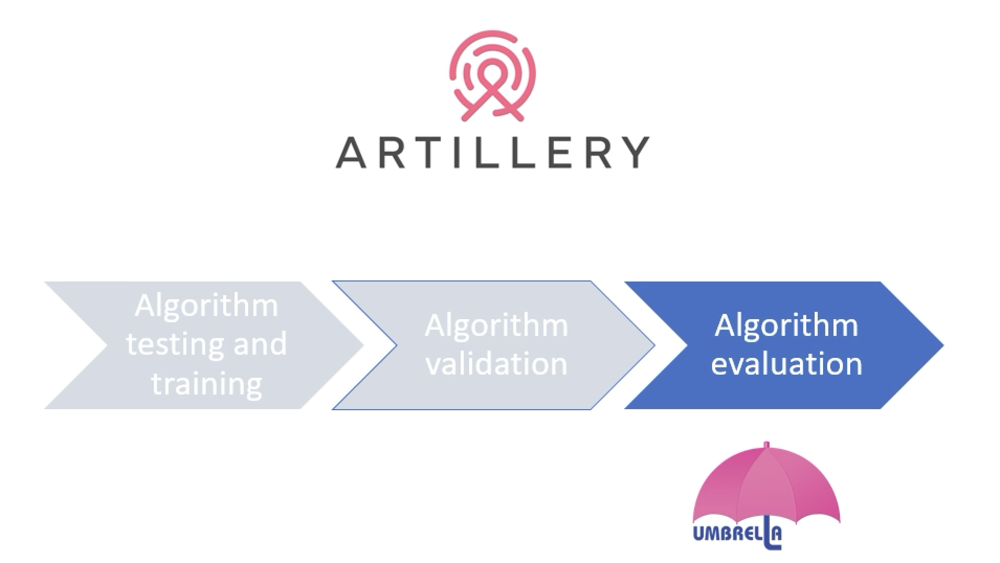 ARTILLERY
Algorithm
testing and
training
Algorithm
validation
Algorithm
evaluation
UMBRELLA